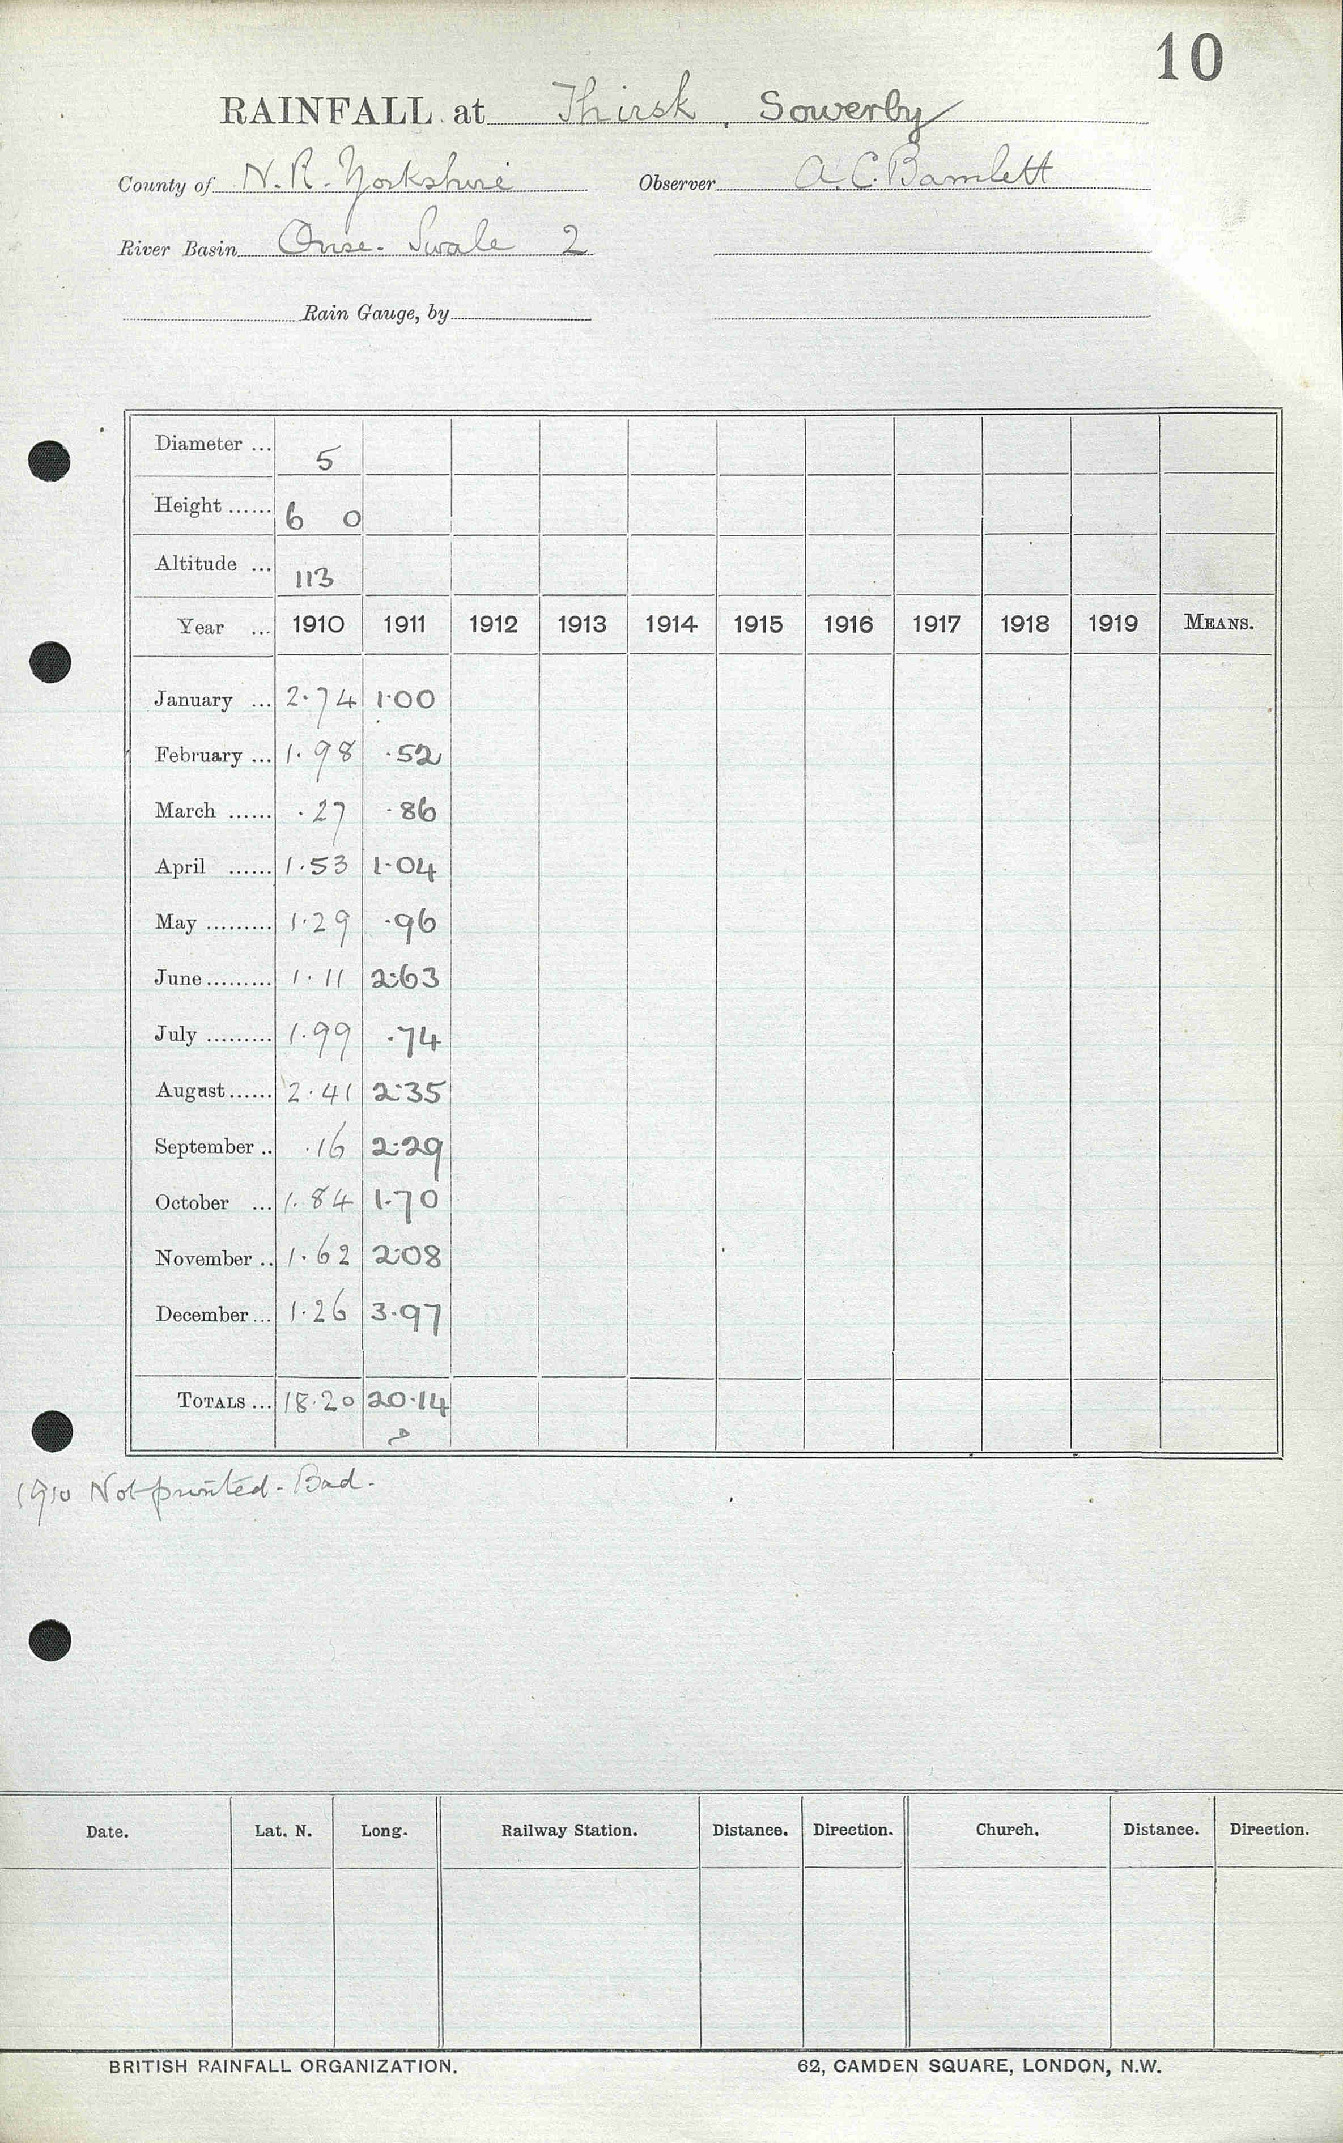 10
RAINFALL at Thirsk, Sowerby
County of N. R. Yorkshire Observer A. C. Bamlett
River Basin Ouse - Swale 2
Rain Gauge, by
Diameter ... 5
Height ...... 6 0
Altitude ... 113
Year ... 1910 1911 1912 1913 1914 1915 1916 1917 1918 1919 MEANS.
January ... 2.74 1.00
February ... 1.98 .52
March ...... .27 .86
April ...... 1.53 1.04
May ......... 1.29 .96
June ......... 1.11 2.63
July ......... 1.99 .74
August ...... 2.41 2.35
September .. .16 2.29
October ... 1.84 1.70
November .. 1.62 2.08
December ... 1.26 3.97
TOTALS ... 18.20 20.14
1910 Not printed - Bad.
Date. Lat. N. Long. Railway Station. Distance. Direction. Church. Distance. Direction.
BRITISH RAINFALL ORGANIZATION. 62, CAMDEN SQUARE, LONDON, N.W.